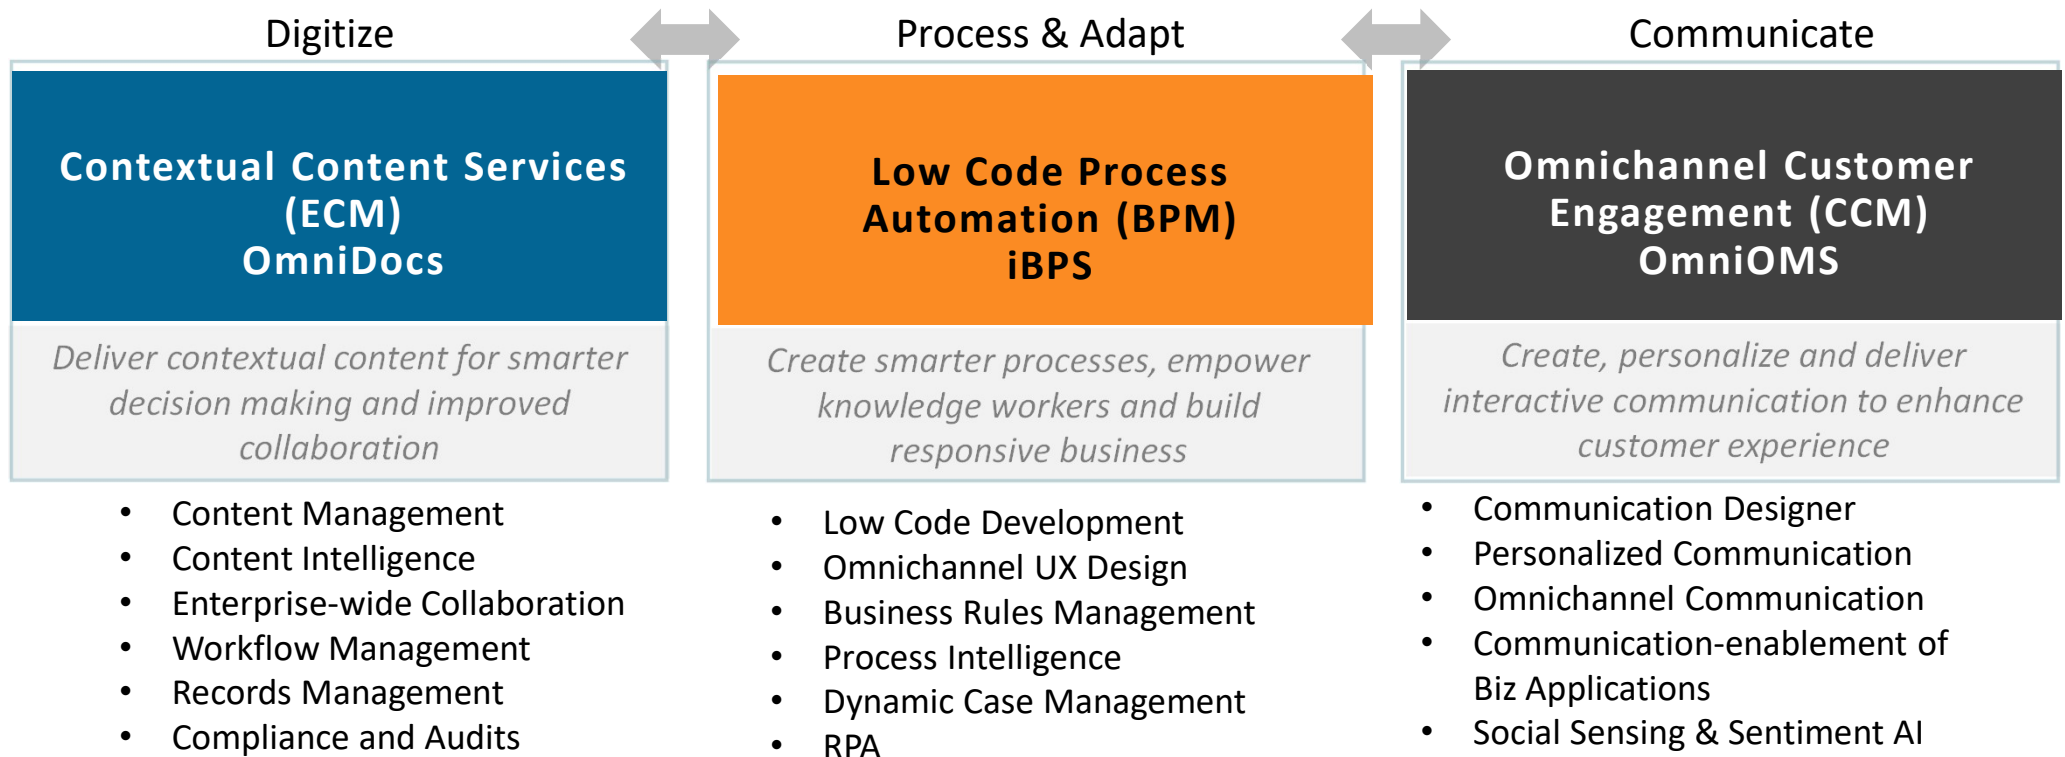 Digitize
Contextual Content Services
(ECM)
OmniDocs
Deliver contextual content for smarter
decision making and improved
collaboration
• Content Management
• Content Intelligence
• Enterprise-wide Collaboration
• Workflow Management
• Records Management
• Compliance and Audits
Process & Adapt
Low Code Process
Automation (BPM)
iBPS
Create smarter processes, empower
knowledge workers and build
responsive business
• Low Code Development
• Omnichannel UX Design
• Business Rules Management
• Process Intelligence
• Dynamic Case Management
• RPA
Communicate
Omnichannel Customer
Engagement (CCM)
OmniOMS
Create, personalize and deliver
interactive communication to enhance
customer experience
• Communication Designer
• Personalized Communication
• Omnichannel Communication
• Communication-enablement of
Biz Applications
• Social Sensing & Sentiment AI